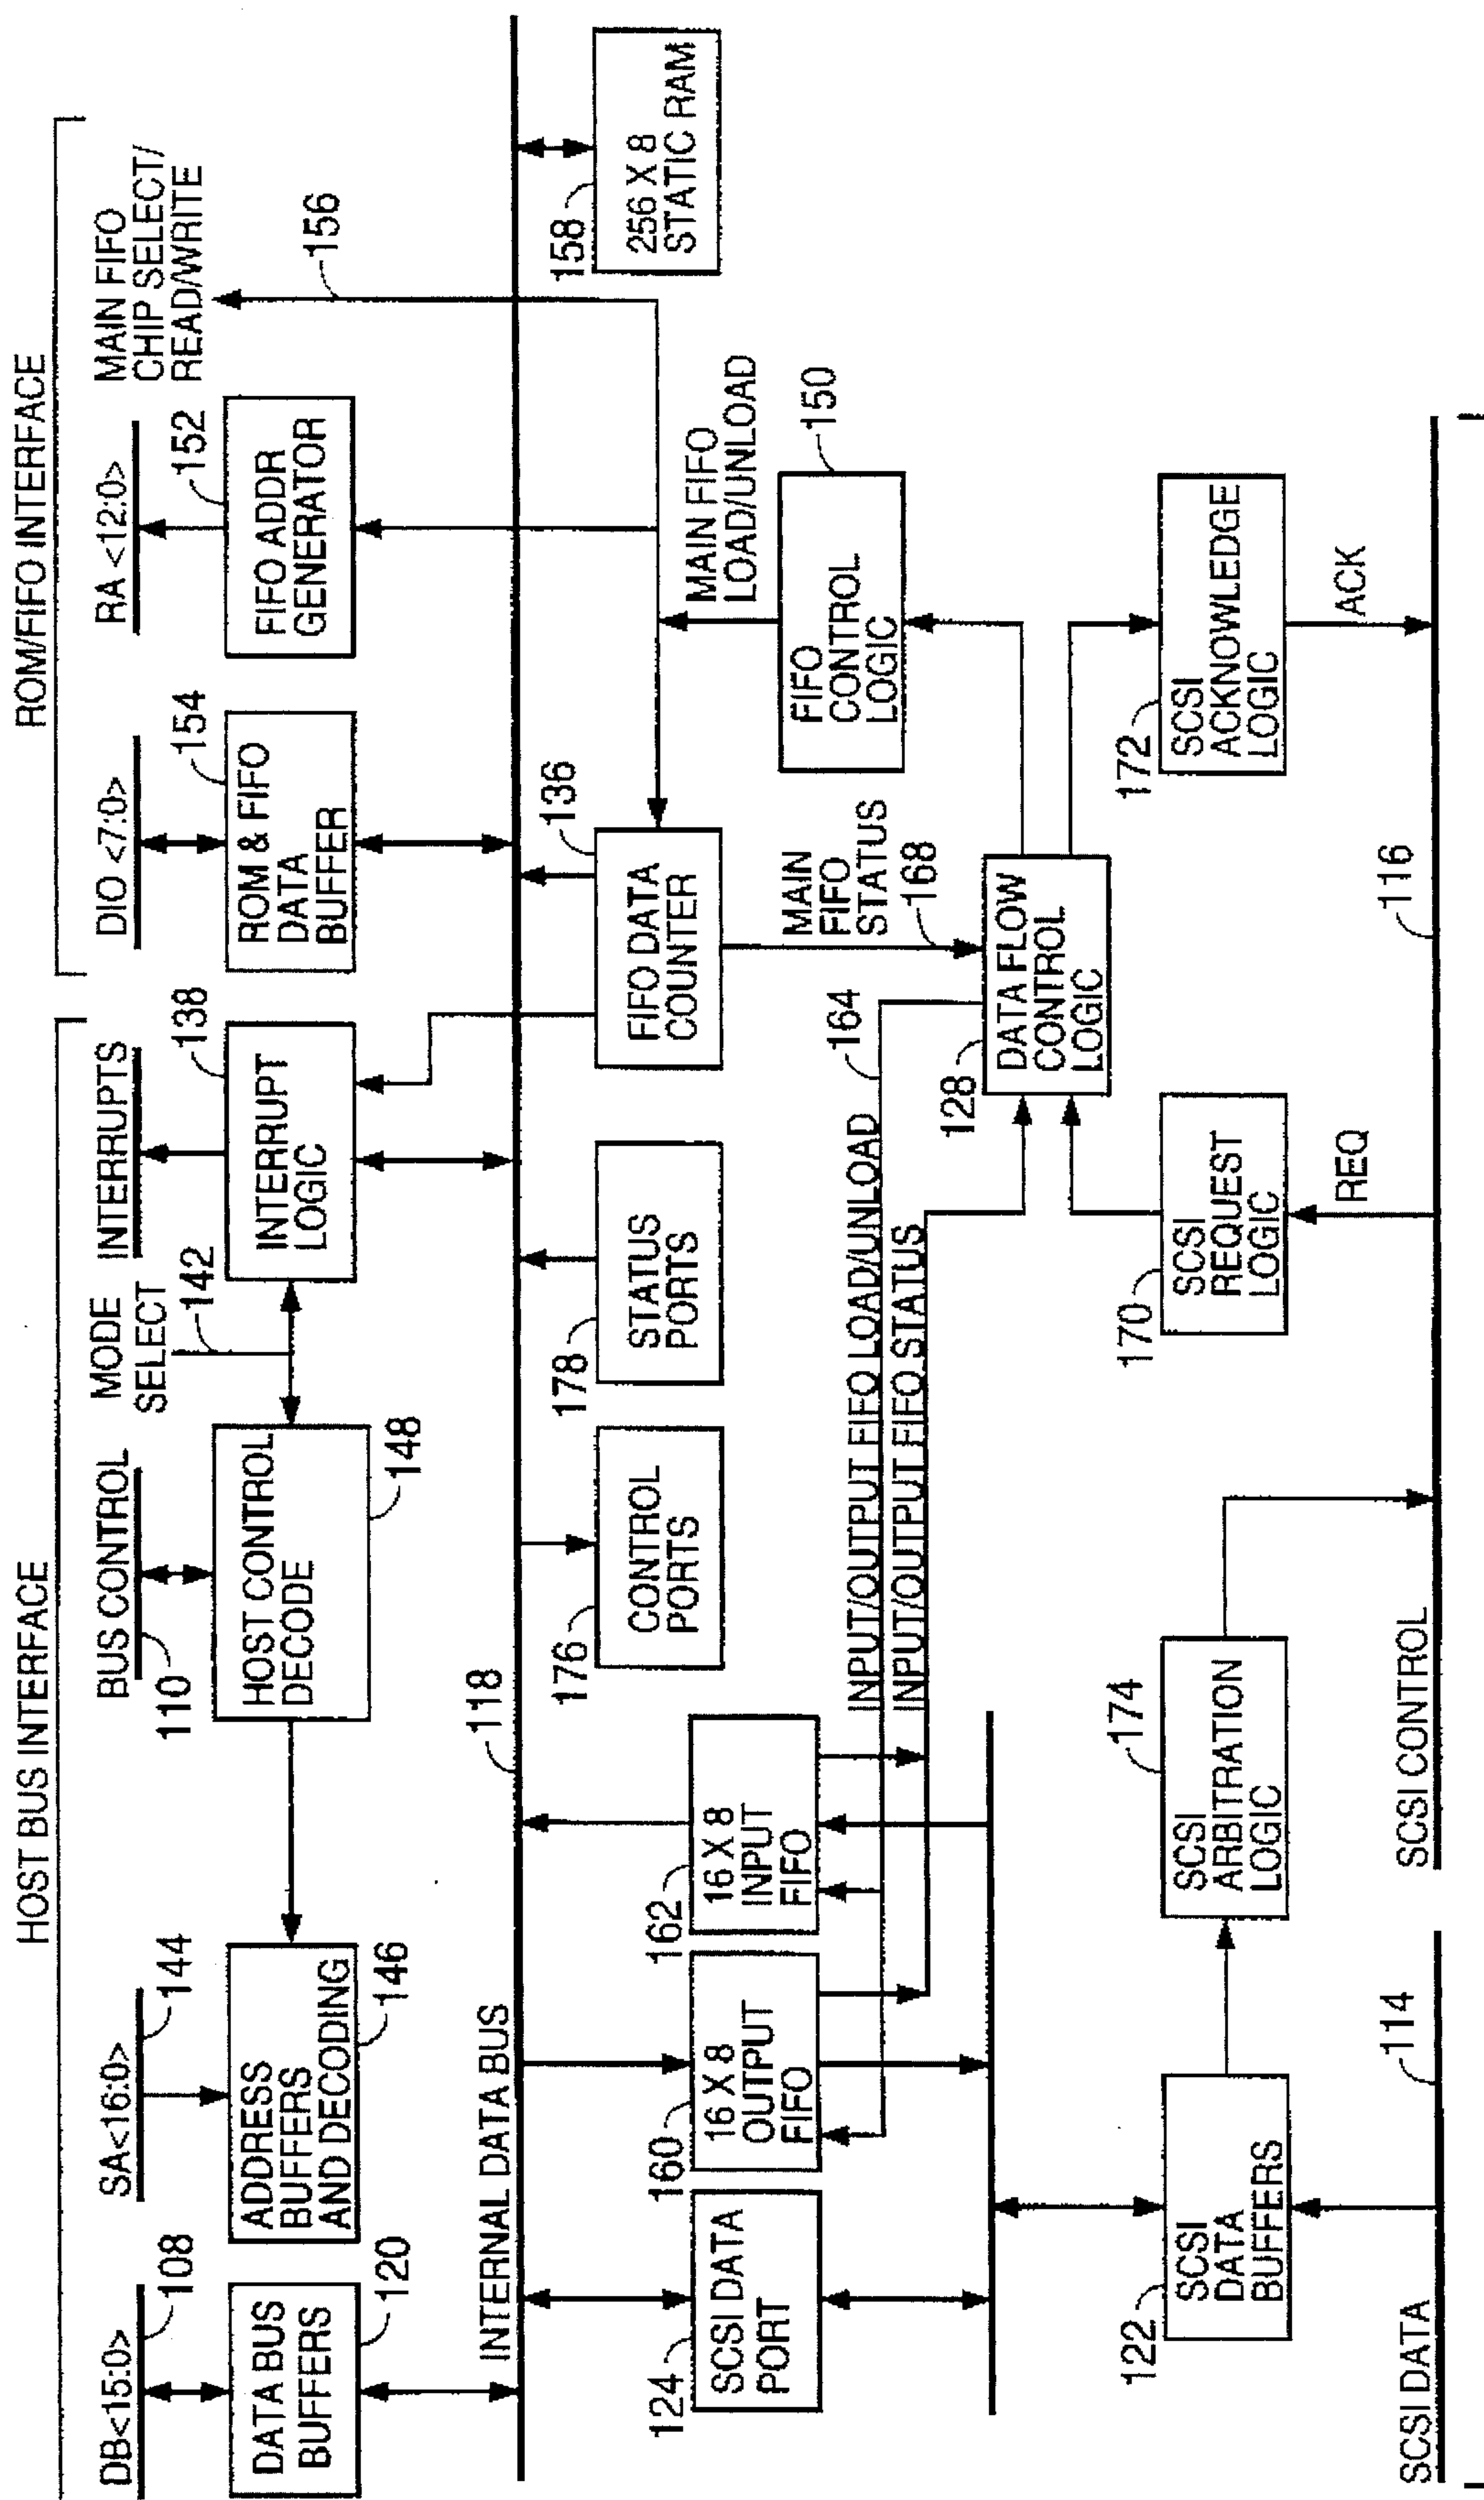 HOST BUS INTERFACE
ROM/FIFO INTERFACE
DB<15:0>
108
SA<16:0>
144
BUS CONTROL
110
MODE
SELECT
142
INTERRUPTS
138
DIO <7:0>
154
RA <12:0>
152
MAIN FIFO
CHIP SELECT/
READ/WRITE
156
DATA BUS
BUFFERS
120
ADDRESS
BUFFERS
AND DECODING
146
HOST CONTROL
DECODE
148
INTERRUPT
LOGIC
ROM & FIFO
DATA
BUFFER
FIFO ADDR
GENERATOR
INTERNAL DATA BUS
118
124
SCSI DATA
PORT
160
16 X 8
OUTPUT
FIFO
162
16 X 8
INPUT
FIFO
176
CONTROL
PORTS
178
STATUS
PORTS
136
FIFO DATA
COUNTER
158
256 X 8
STATIC RAM
MAIN FIFO
LOAD/UNLOAD
150
FIFO
CONTROL
LOGIC
MAIN
FIFO
STATUS
168
164
INPUT/OUTPUT FIFO LOAD/UNLOAD
INPUT/OUTPUT FIFO STATUS
128
DATA FLOW
CONTROL
LOGIC
122
SCSI
DATA
BUFFERS
174
SCSI
ARBITRATION
LOGIC
170
SCSI
REQUEST
LOGIC
172
SCSI
ACKNOWLEDGE
LOGIC
REQ
ACK
SCSI DATA
114
SCSI CONTROL
116